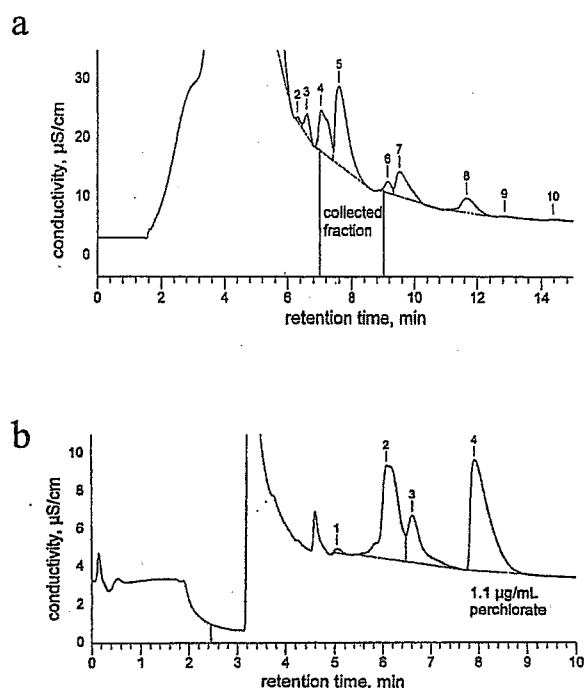 a
conductivity, µS/cm
30
20
10
0
2 3 4 5 6 7 8 9 10
collected
fraction
0 2 4 6 8 10 12 14
retention time, min
b
conductivity, µS/cm
10
8
6
4
2
0
1 2 3 4
1.1 µg/mL
perchlorate
0 1 2 3 4 5 6 7 8 9 10
retention time, min